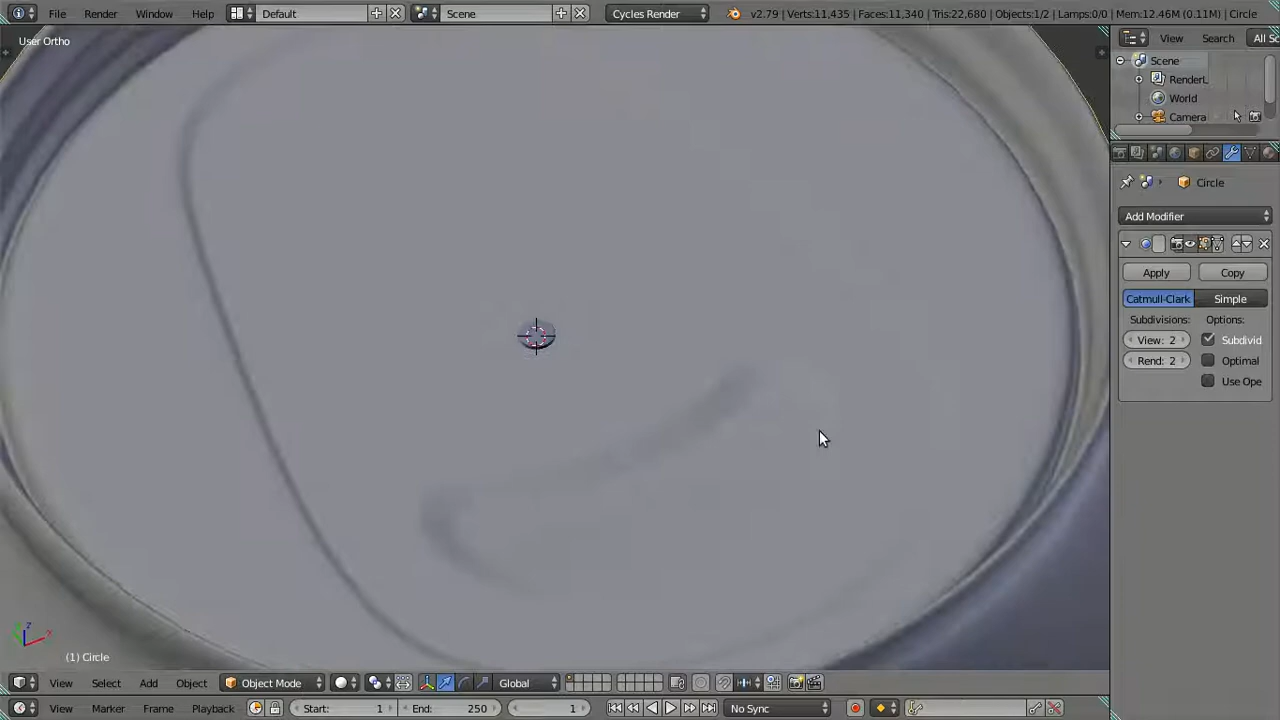 File Render Window Help Default Scene Cycles Render v2.79 | Verts:11,435 | Faces:11,340 | Tris:22,680 | Objects:1/2 | Lamps:0/0 | Mem:12.46M (0.11M) | Circle
User Ortho
View Search All Sc
Scene
RenderL
World
Camera
Circle
Add Modifier
Apply Copy
Catmull-Clark Simple
Subdivisions: Options:
View: 2 Subdivid
Rend: 2 Optimal
Use Ope
(1) Circle
View Select Add Object Object Mode Global
View Marker Frame Playback Start: 1 End: 250 1 No Sync